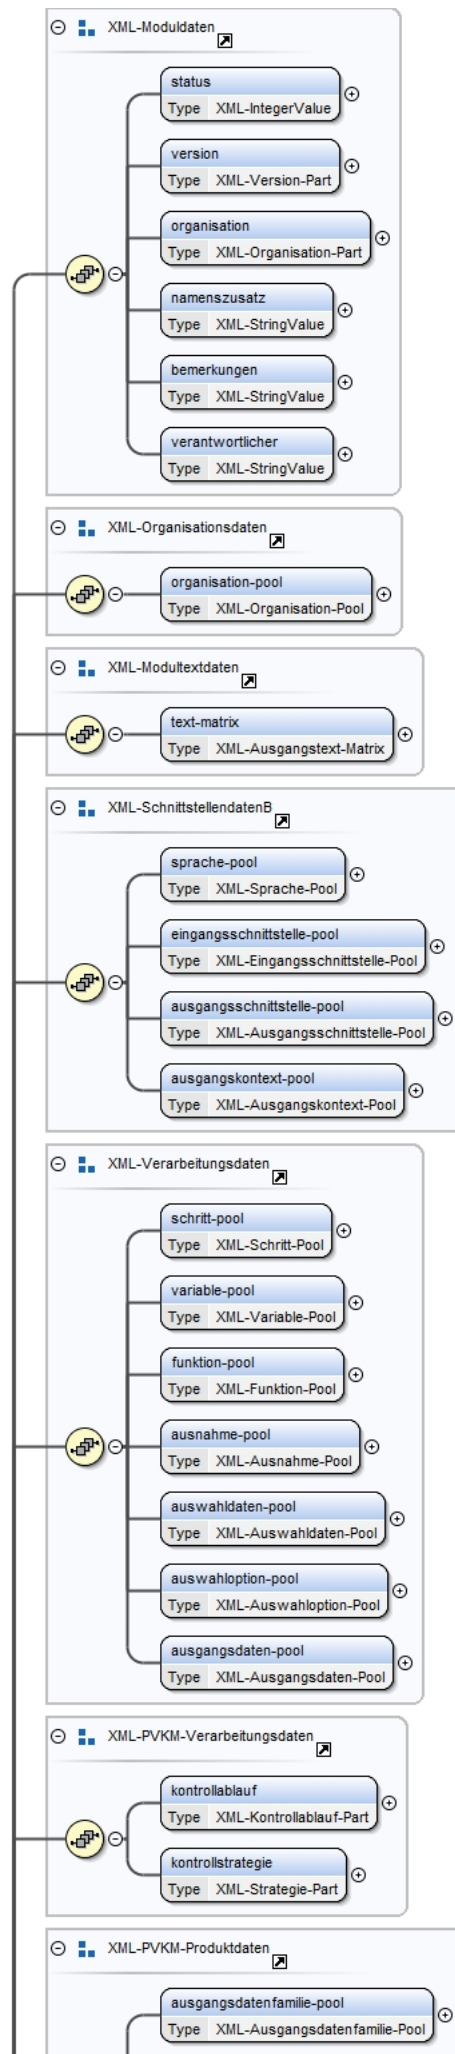 XML-Moduldaten
status
Type XML-IntegerValue
version
Type XML-Version-Part
organisation
Type XML-Organisation-Part
namenszusatz
Type XML-StringValue
bemerkungen
Type XML-StringValue
verantwortlicher
Type XML-StringValue
XML-Organisationsdaten
organisation-pool
Type XML-Organisation-Pool
XML-Modultextdaten
text-matrix
Type XML-Ausgangstext-Matrix
XML-SchnittstellendatenB
sprache-pool
Type XML-Sprache-Pool
eingangsschnittstelle-pool
Type XML-Eingangsschnittstelle-Pool
ausgangsschnittstelle-pool
Type XML-Ausgangsschnittstelle-Pool
ausgangskontext-pool
Type XML-Ausgangskontext-Pool
XML-Verarbeitungsdaten
schritt-pool
Type XML-Schritt-Pool
variable-pool
Type XML-Variable-Pool
funktion-pool
Type XML-Funktion-Pool
ausnahme-pool
Type XML-Ausnahme-Pool
auswahldaten-pool
Type XML-Auswahldaten-Pool
auswahloption-pool
Type XML-Auswahloption-Pool
ausgangsdaten-pool
Type XML-Ausgangsdaten-Pool
XML-PVKM-Verarbeitungsdaten
kontrollablauf
Type XML-Kontrollablauf-Part
kontrollstrategie
Type XML-Strategie-Part
XML-PVKM-Produktdaten
ausgangsdatenfamilie-pool
Type XML-Ausgangsdatenfamilie-Pool